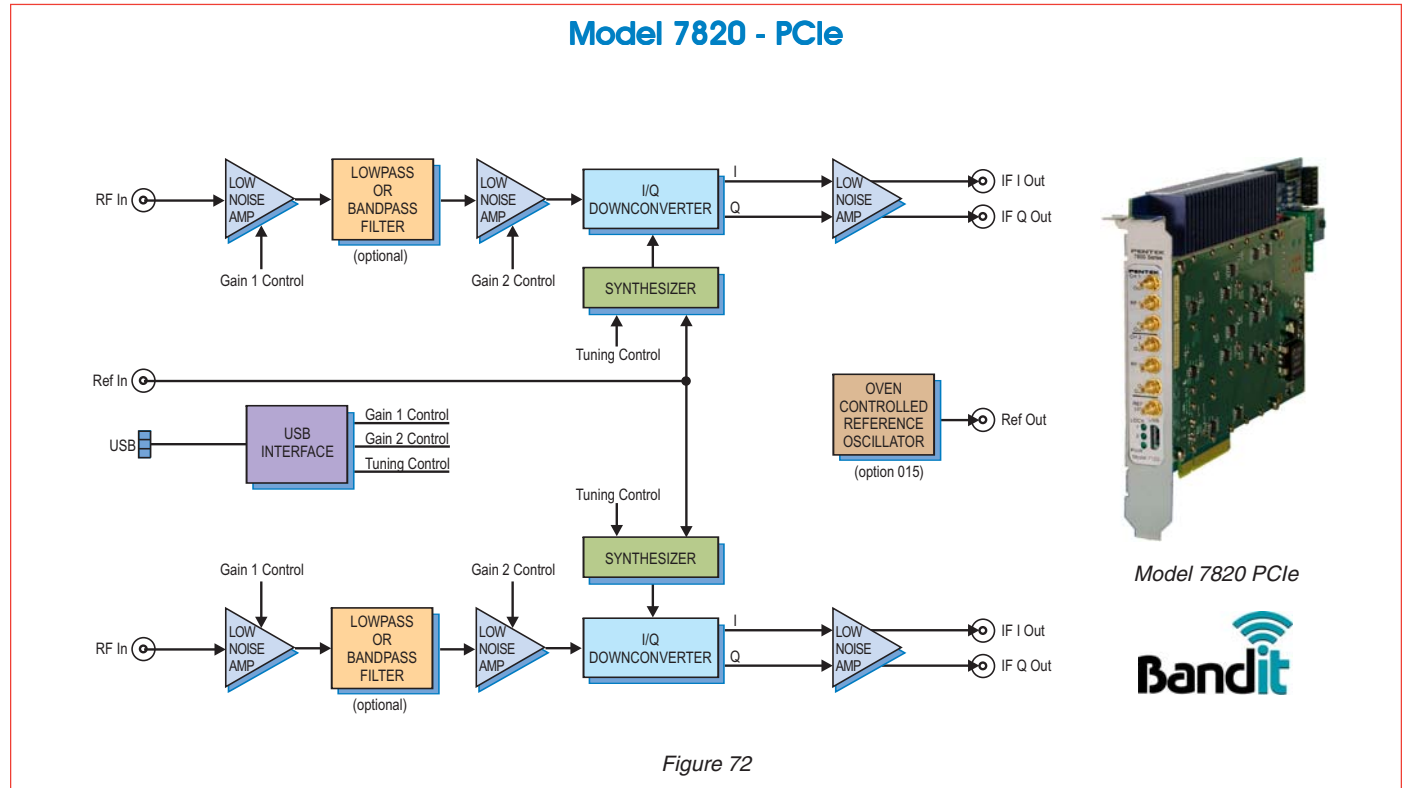 Model 7820 - PCIe
RF In
LOW
NOISE
AMP
Gain 1 Control
LOWPASS
OR
BANDPASS
FILTER
(optional)
LOW
NOISE
AMP
Gain 2 Control
I/Q
DOWNCONVERTER
I
Q
LOW
NOISE
AMP
IF I Out
IF Q Out
SYNTHESIZER
Tuning Control
Ref In
USB
USB
INTERFACE
Gain 1 Control
Gain 2 Control
Tuning Control
OVEN
CONTROLLED
REFERENCE
OSCILLATOR
(option 015)
Ref Out
Tuning Control
SYNTHESIZER
RF In
Gain 1 Control
LOW
NOISE
AMP
LOWPASS
OR
BANDPASS
FILTER
(optional)
Gain 2 Control
LOW
NOISE
AMP
I/Q
DOWNCONVERTER
I
Q
LOW
NOISE
AMP
IF I Out
IF Q Out
PENTEK
7800 Series
PENTEK
Model 7820 PCIe
Bandit
Figure 72